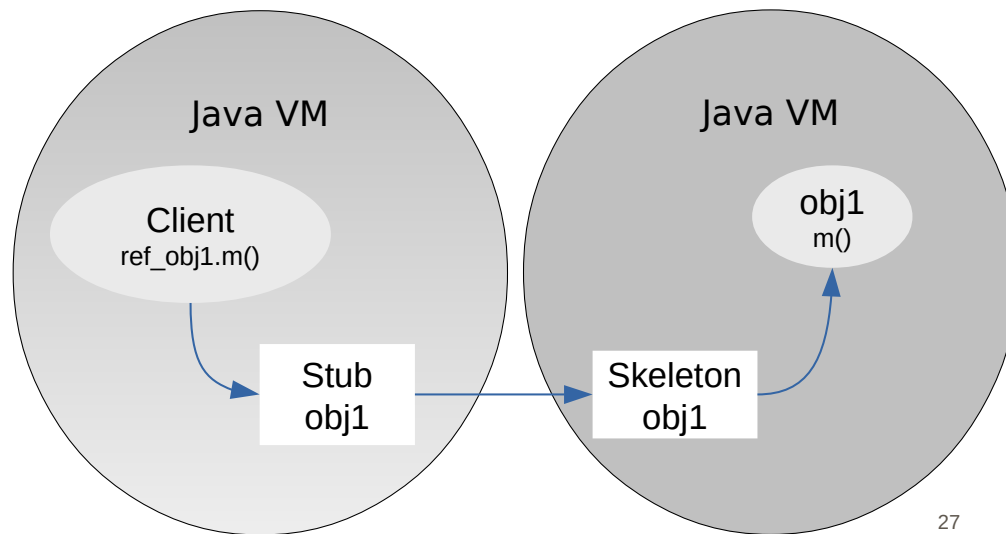 Java VM
Client
ref_obj1.m()
Stub
obj1
Java VM
obj1
m()
Skeleton
obj1
27